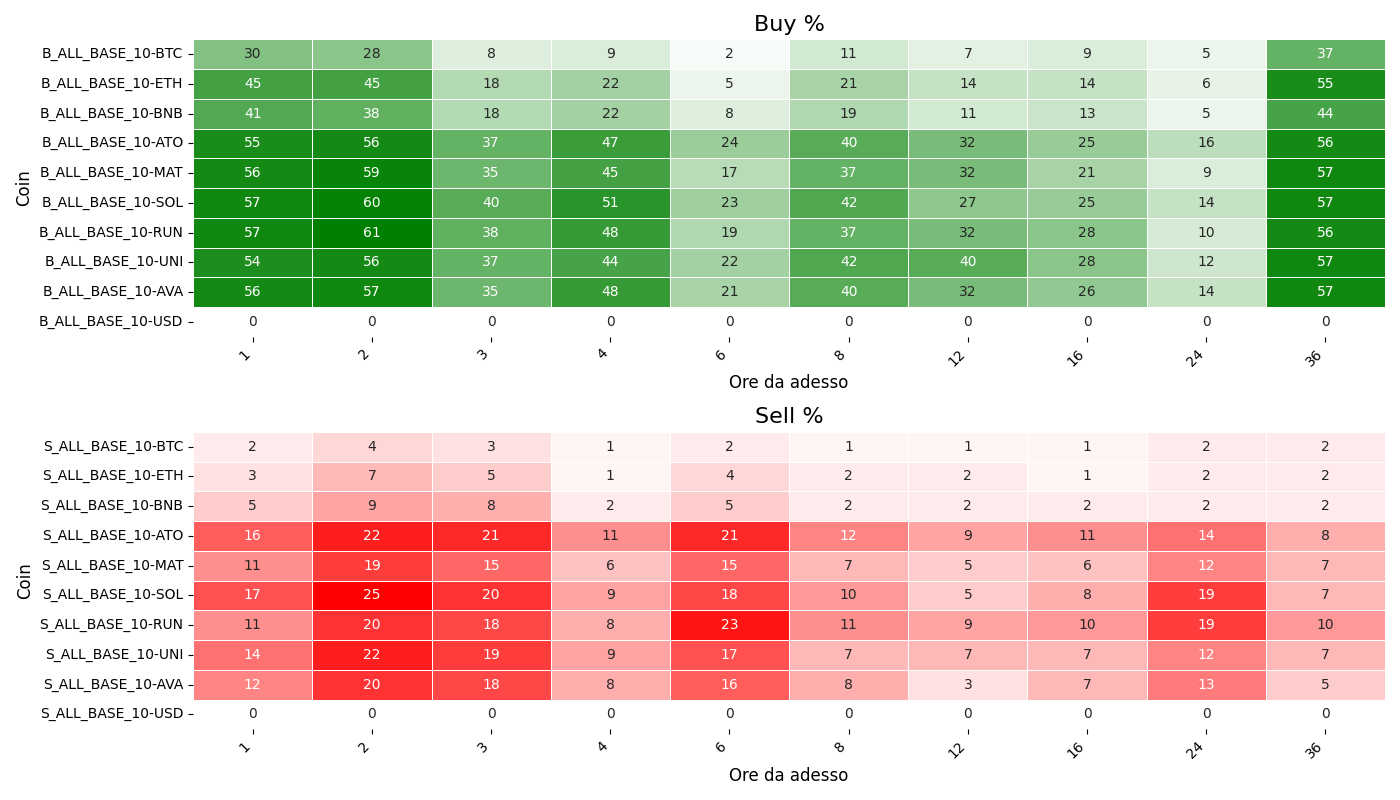 Buy %
B_ALL_BASE_10-BTC 30 28 8 9 2 11 7 9 5 37
B_ALL_BASE_10-ETH 45 45 18 22 5 21 14 14 6 55
B_ALL_BASE_10-BNB 41 38 18 22 8 19 11 13 5 44
B_ALL_BASE_10-ATO 55 56 37 47 24 40 32 25 16 56
B_ALL_BASE_10-MAT 56 59 35 45 17 37 32 21 9 57
Coin
B_ALL_BASE_10-SOL 57 60 40 51 23 42 27 25 14 57
B_ALL_BASE_10-RUN 57 61 38 48 19 37 32 28 10 56
B_ALL_BASE_10-UNI 54 56 37 44 22 42 40 28 12 57
B_ALL_BASE_10-AVA 56 57 35 48 21 40 32 26 14 57
B_ALL_BASE_10-USD 0 0 0 0 0 0 0 0 0 0
1 2 3 4 6 8 12 16 24 36
Ore da adesso
Sell %
S_ALL_BASE_10-BTC 2 4 3 1 2 1 1 1 2 2
S_ALL_BASE_10-ETH 3 7 5 1 4 2 2 1 2 2
S_ALL_BASE_10-BNB 5 9 8 2 5 2 2 2 2 2
S_ALL_BASE_10-ATO 16 22 21 11 21 12 9 11 14 8
S_ALL_BASE_10-MAT 11 19 15 6 15 7 5 6 12 7
Coin
S_ALL_BASE_10-SOL 17 25 20 9 18 10 5 8 19 7
S_ALL_BASE_10-RUN 11 20 18 8 23 11 9 10 19 10
S_ALL_BASE_10-UNI 14 22 19 9 17 7 7 7 12 7
S_ALL_BASE_10-AVA 12 20 18 8 16 8 3 7 13 5
S_ALL_BASE_10-USD 0 0 0 0 0 0 0 0 0 0
1 2 3 4 6 8 12 16 24 36
Ore da adesso